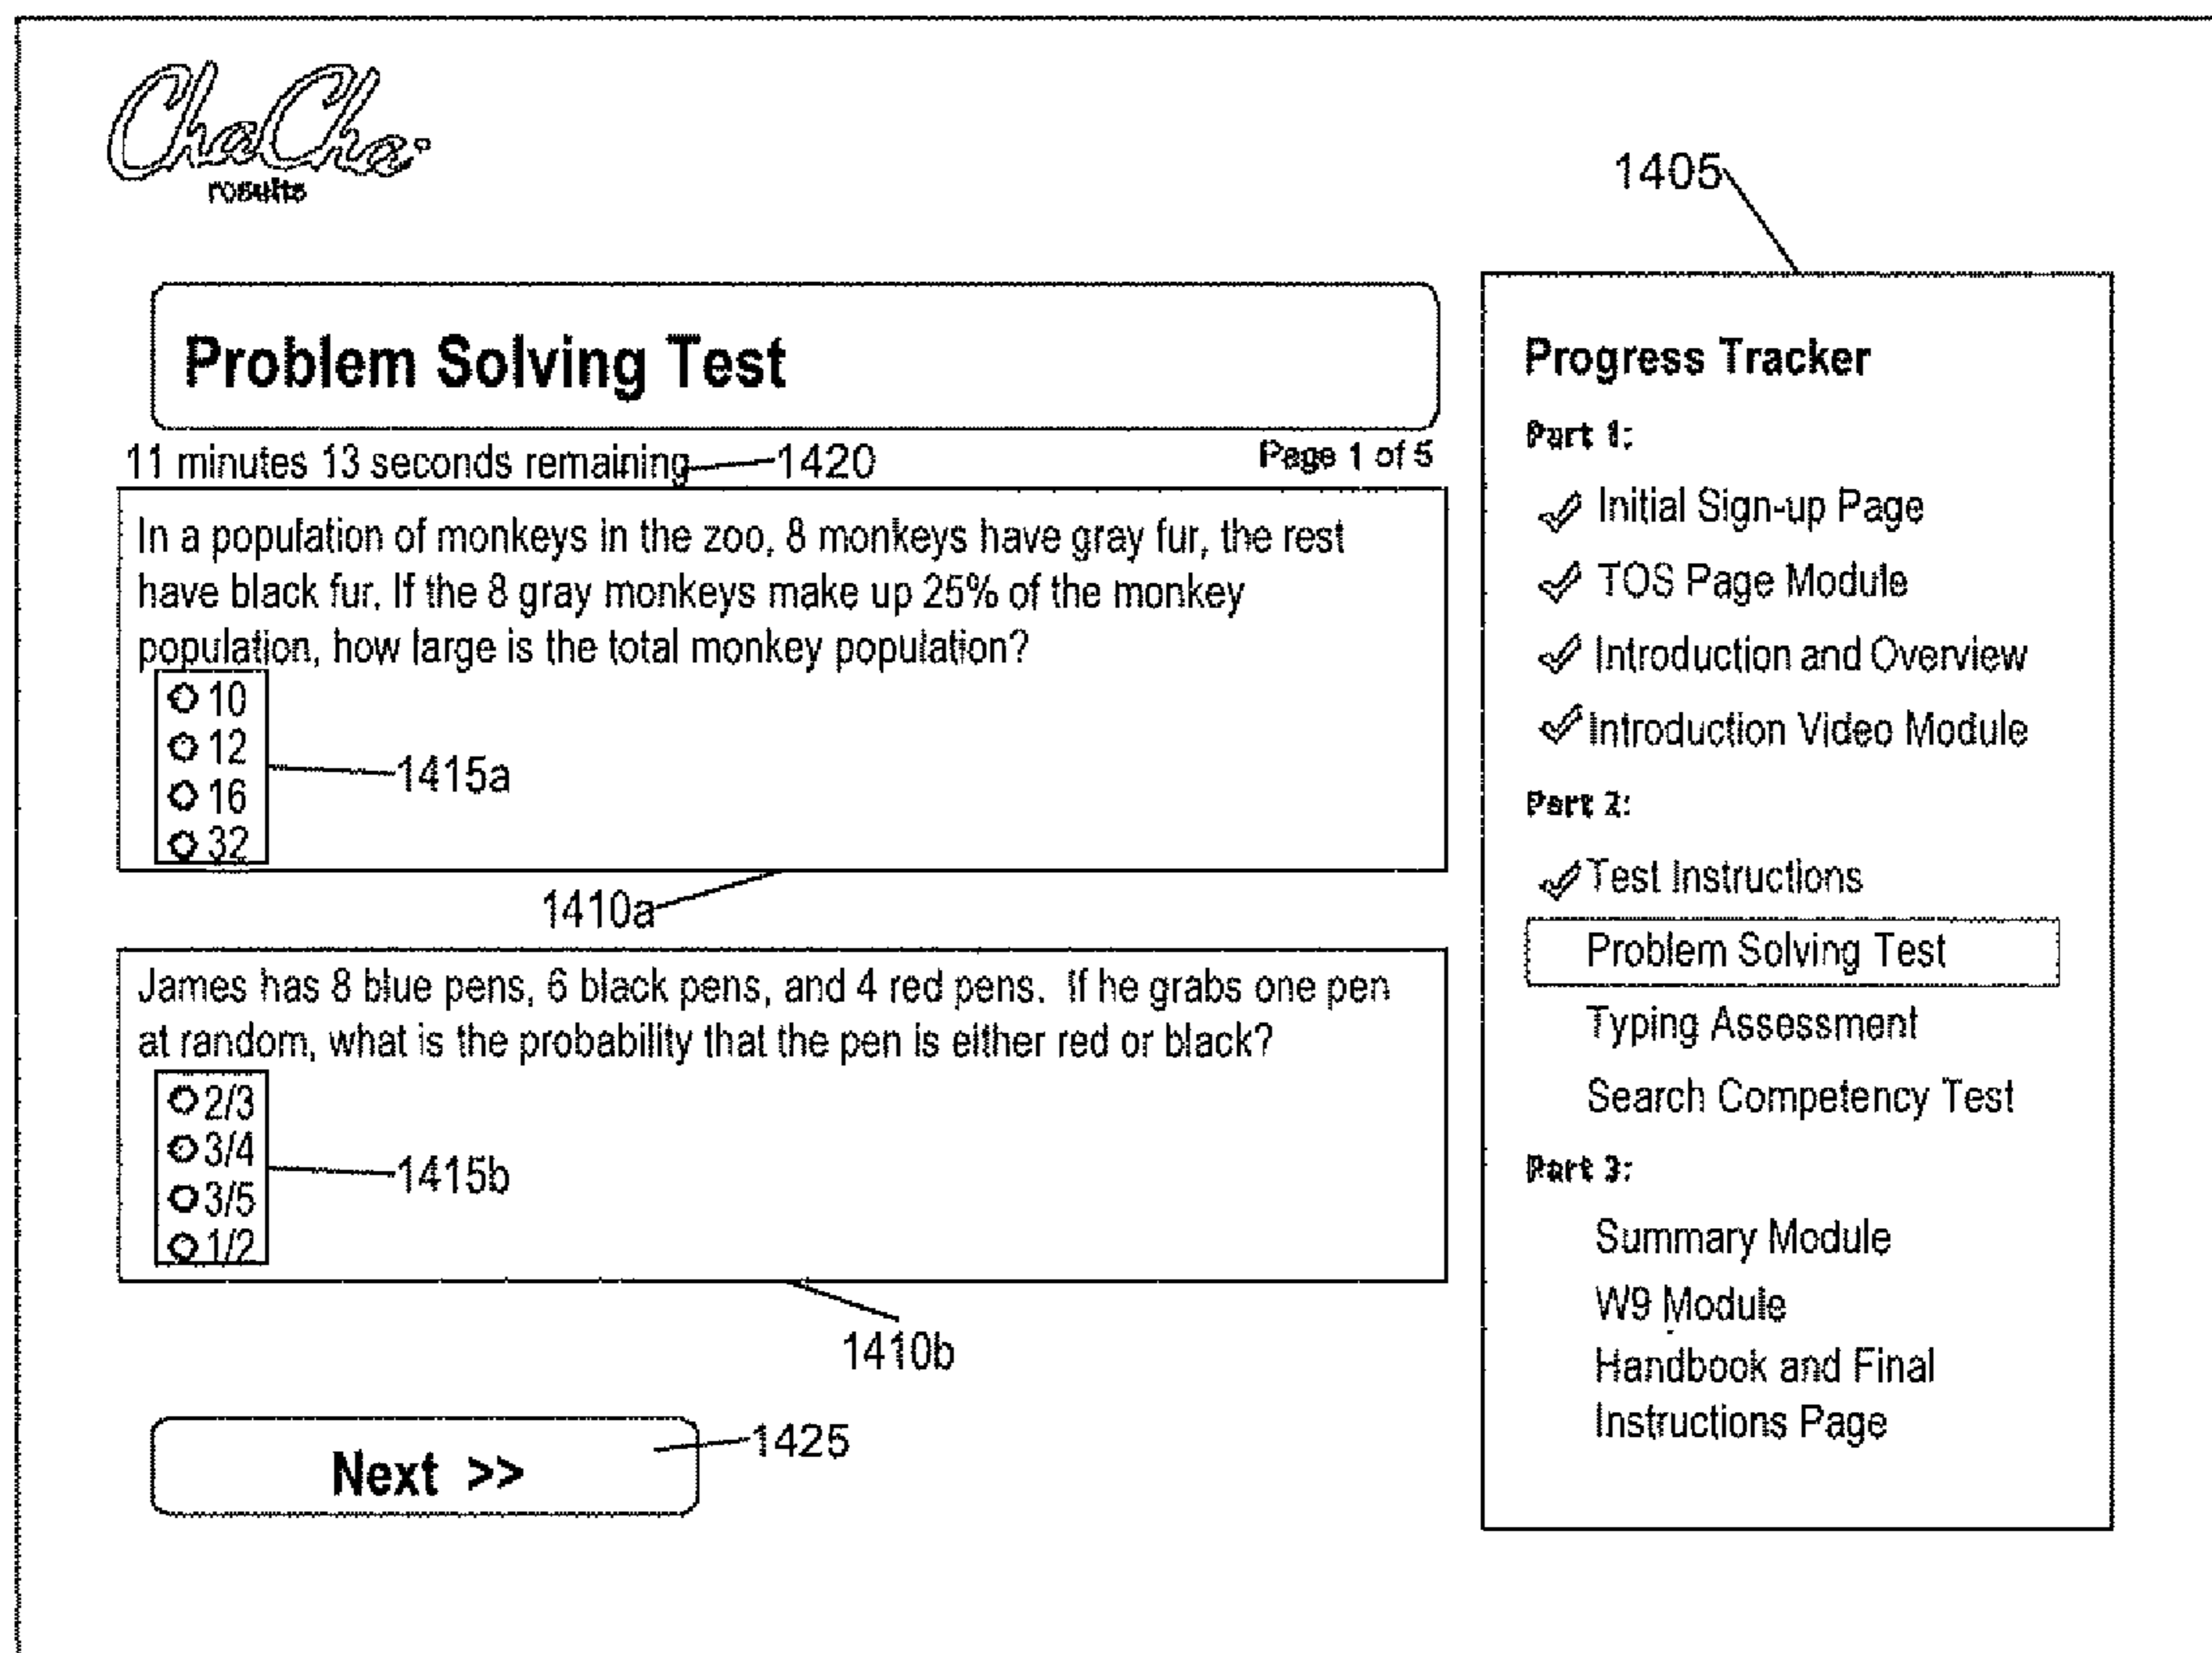 ChaCha
rosults
1405
Problem Solving Test
11 minutes 13 seconds remaining
1420
Page 1 of 5
In a population of monkeys in the zoo, 8 monkeys have gray fur, the rest
have black fur. If the 8 gray monkeys make up 25% of the monkey
population, how large is the total monkey population?
10
12
16
32
1415a
1410a
James has 8 blue pens, 6 black pens, and 4 red pens. If he grabs one pen
at random, what is the probability that the pen is either red or black?
2/3
3/4
3/5
1/2
1415b
1410b
Next >>
1425
Progress Tracker
Part 1:
Initial Sign-up Page
TOS Page Module
Introduction and Overview
Introduction Video Module
Part 2:
Test Instructions
Problem Solving Test
Typing Assessment
Search Competency Test
Part 3:
Summary Module
W9 Module
Handbook and Final
Instructions Page